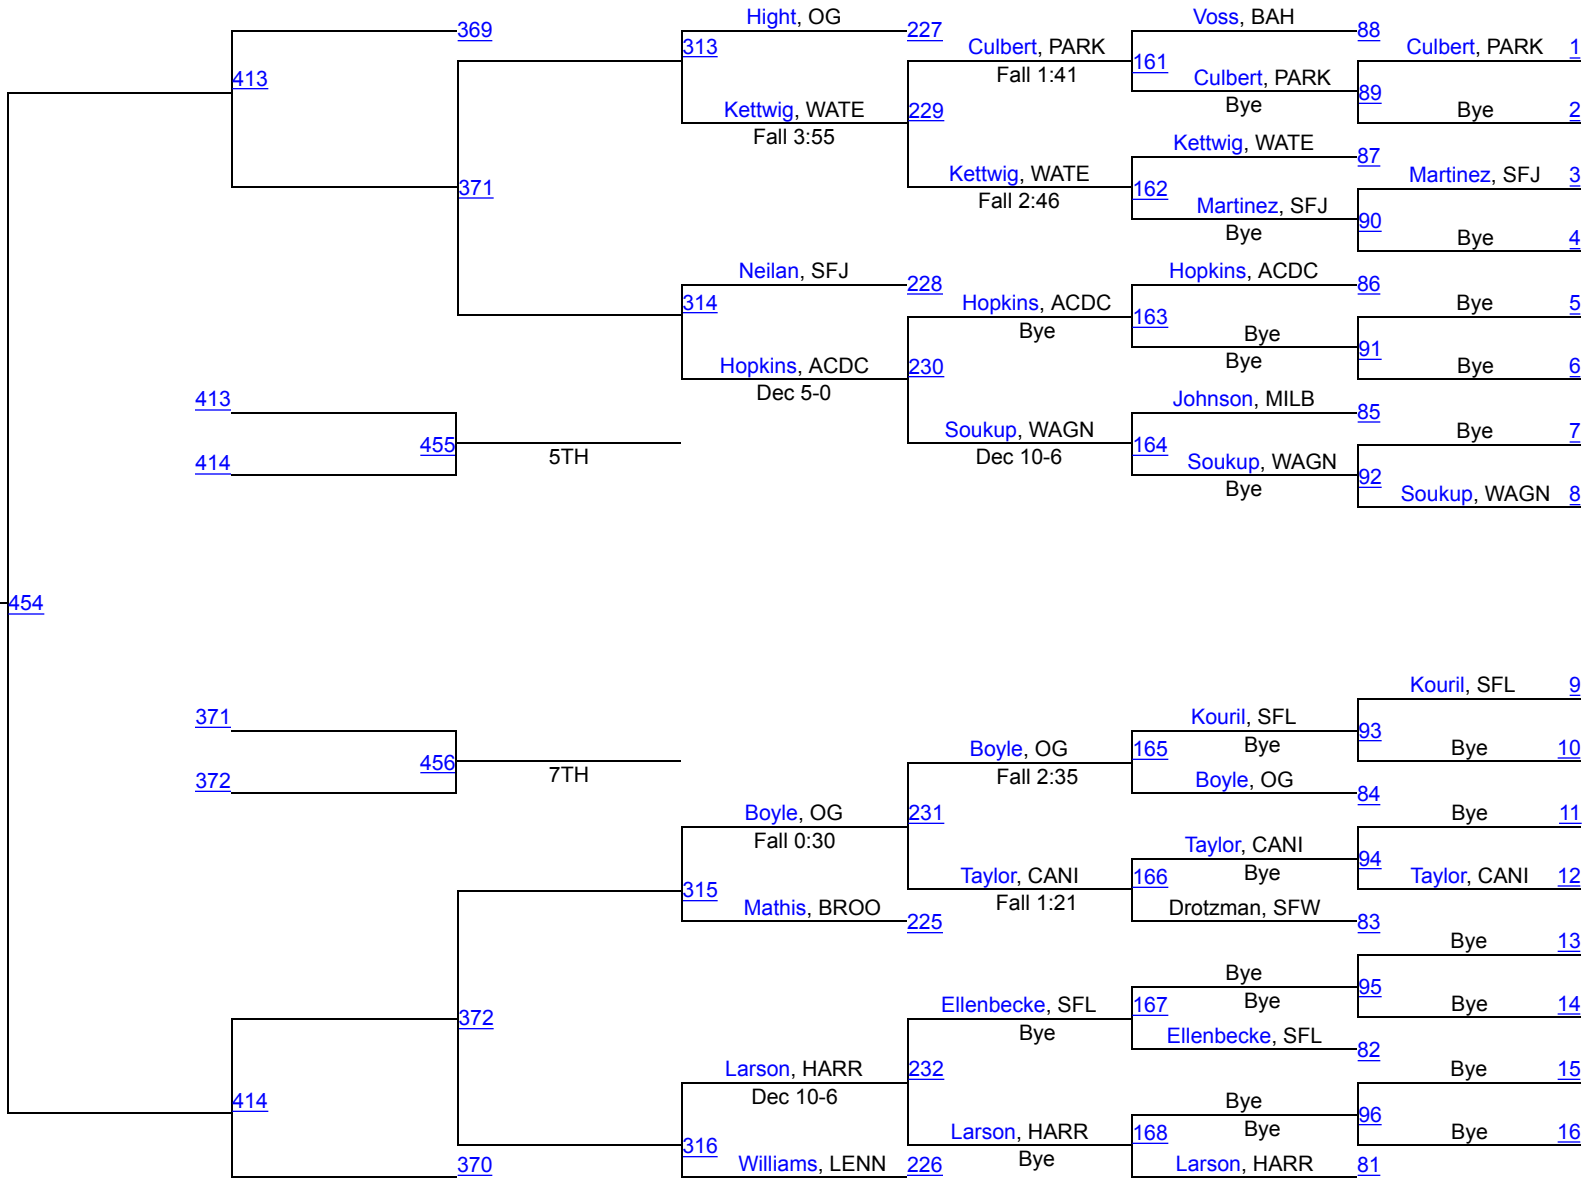 Hight, OG
Voss, BAH
369
227
88
313
Culbert, PARK
Culbert, PARK
1
Fall 1:41
161
413
Culbert, PARK
89
Bye
Kettwig, WATE
229
Bye
2
Fall 3:55
Kettwig, WATE
87
Kettwig, WATE
Martinez, SFJ
3
371
162
Fall 2:46
Martinez, SFJ
90
Bye
Bye
4
Neilan, SFJ
Hopkins, ACDC
228
86
314
Hopkins, ACDC
Bye
5
Bye
163
Bye
91
Bye
Hopkins, ACDC
230
Bye
6
Dec 5-0
413
Johnson, MILB
85
Soukup, WAGN
Bye
7
455
5TH
Dec 10-6
164
414
Soukup, WAGN
92
Bye
Soukup, WAGN
8
454
Kouril, SFL
9
371
Kouril, SFL
93
Bye
Boyle, OG
165
Bye
10
456
7TH
Fall 2:35
372
Boyle, OG
84
Boyle, OG
231
Bye
11
Fall 0:30
Taylor, CANI
94
Bye
Taylor, CANI
166
Taylor, CANI
12
315
Fall 1:21
Mathis, BROO
Drotzman, SFW
225
83
Bye
13
Bye
95
Bye
Ellenbecke, SFL
167
Bye
14
372
Bye
Ellenbecke, SFL
82
Larson, HARR
232
Bye
15
Dec 10-6
414
Bye
96
Bye
Larson, HARR
168
Bye
16
316
Bye
370
Williams, LENN
226
Larson, HARR
81